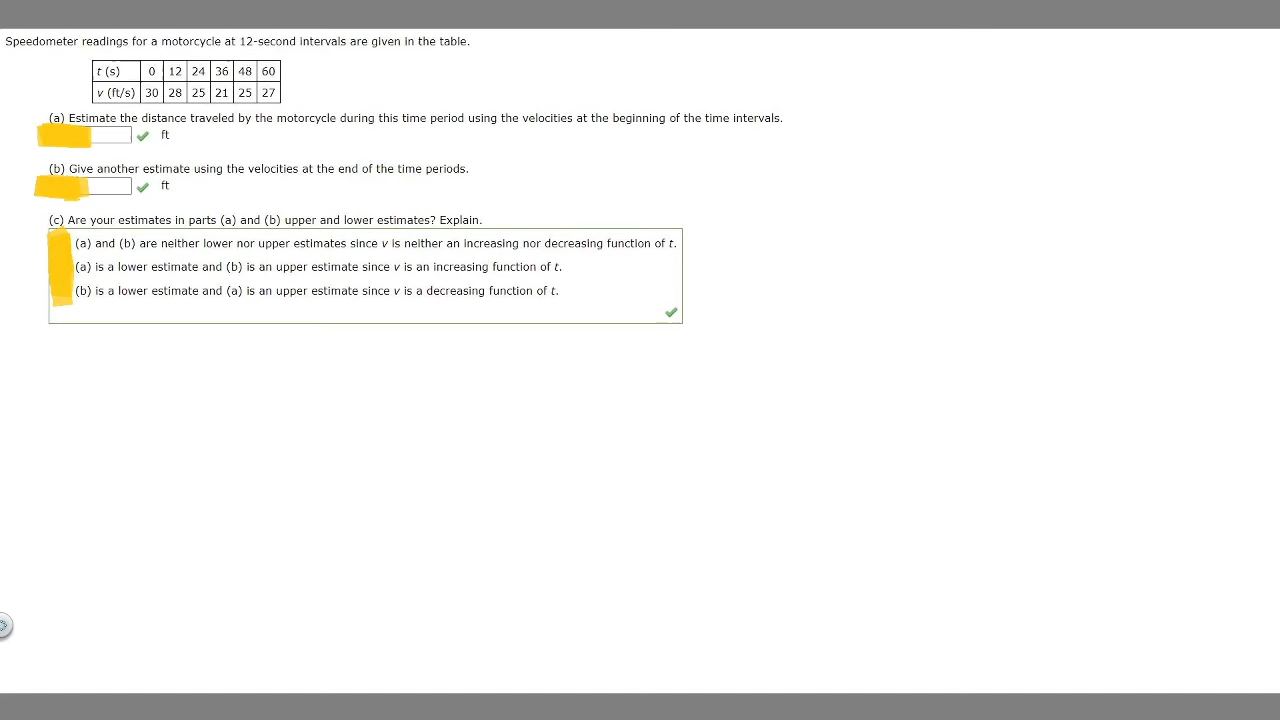 Speedometer readings for a motorcycle at 12-second intervals are given in the table.
t (s) 0 12 24 36 48 60
v (ft/s) 30 28 25 21 25 27
(a) Estimate the distance traveled by the motorcycle during this time period using the velocities at the beginning of the time intervals.
ft
(b) Give another estimate using the velocities at the end of the time periods.
ft
(c) Are your estimates in parts (a) and (b) upper and lower estimates? Explain.
(a) and (b) are neither lower nor upper estimates since v is neither an increasing nor decreasing function of t.
(a) is a lower estimate and (b) is an upper estimate since v is an increasing function of t.
(b) is a lower estimate and (a) is an upper estimate since v is a decreasing function of t.